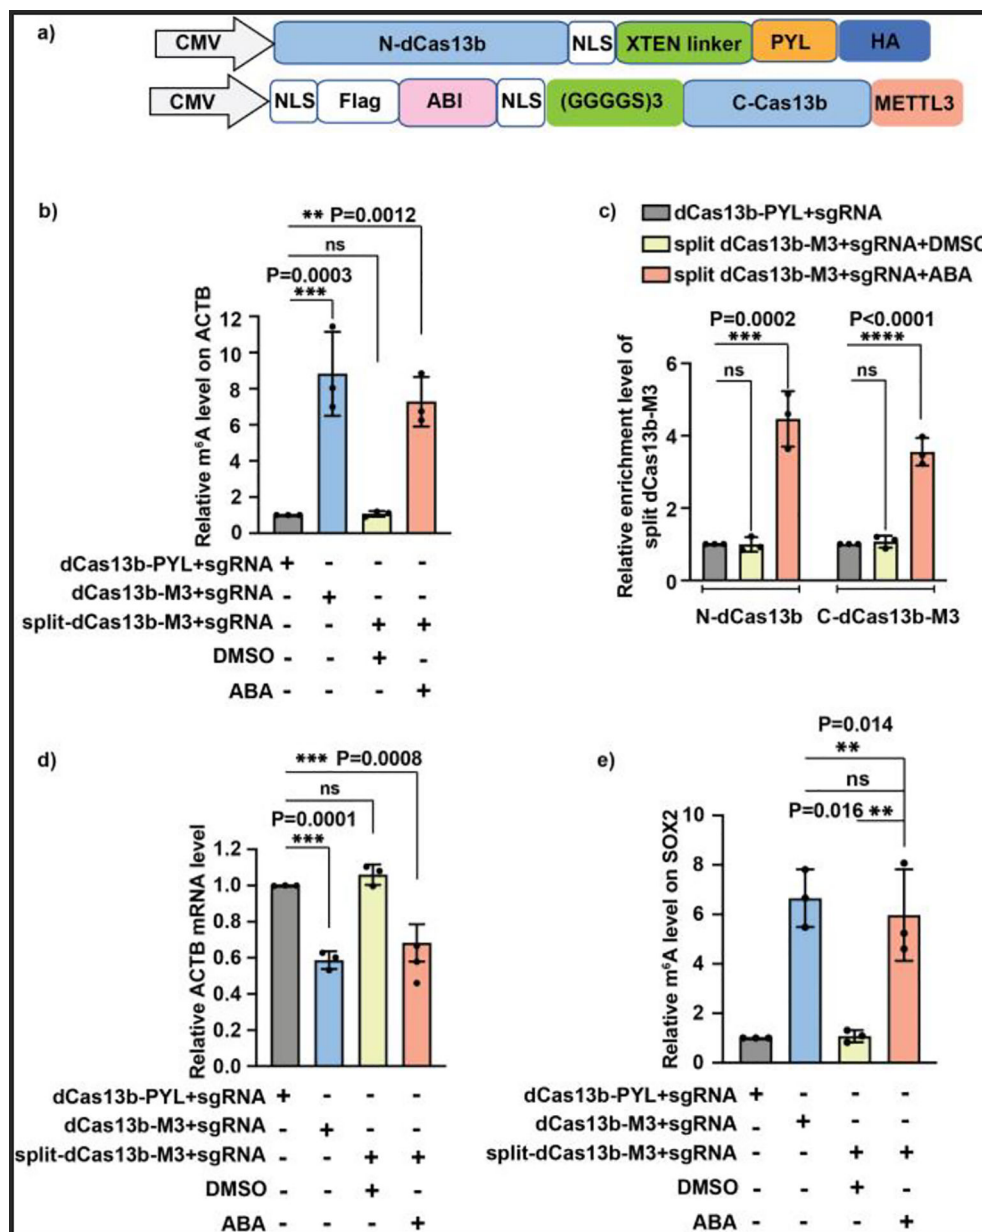 a)
CMV N-dCas13b NLS XTEN linker PYL HA
CMV NLS Flag ABI NLS (GGGGS)3 C-Cas13b METTL3
b)
** P=0.0012
ns
P=0.0003
***
Relative m⁶A level on ACTB
12
10
8
6
4
2
0
dCas13b-PYL+sgRNA + - - -
dCas13b-M3+sgRNA - + - -
split-dCas13b-M3+sgRNA - - + +
DMSO - - + -
ABA - - - +
c)
dCas13b-PYL+sgRNA
split dCas13b-M3+sgRNA+DMSO
split dCas13b-M3+sgRNA+ABA
P=0.0002 P<0.0001
*** ****
ns ns
Relative enrichment level of
split dCas13b-M3
6
4
2
0
N-dCas13b C-dCas13b-M3
d)
*** P=0.0008
ns
P=0.0001
***
Relative ACTB mRNA level
1.2
1.0
0.8
0.6
0.4
0.2
0.0
dCas13b-PYL+sgRNA + - - -
dCas13b-M3+sgRNA - + - -
split-dCas13b-M3+sgRNA - - + +
DMSO - - + -
ABA - - - +
e)
P=0.014
**
ns
P=0.016 **
Relative m⁶A level on SOX2
10
8
6
4
2
0
dCas13b-PYL+sgRNA + - - -
dCas13b-M3+sgRNA - + - -
split-dCas13b-M3+sgRNA - - + +
DMSO - - + -
ABA - - - +